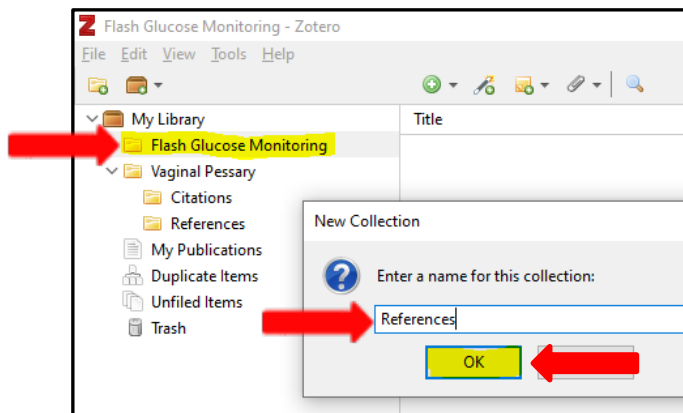 Z Flash Glucose Monitoring - Zotero
File Edit View Tools Help
My Library
Title
Flash Glucose Monitoring
Vaginal Pessary
Citations
References
New Collection
My Publications
Duplicate Items
Enter a name for this collection:
Unfiled Items
References
Trash
OK